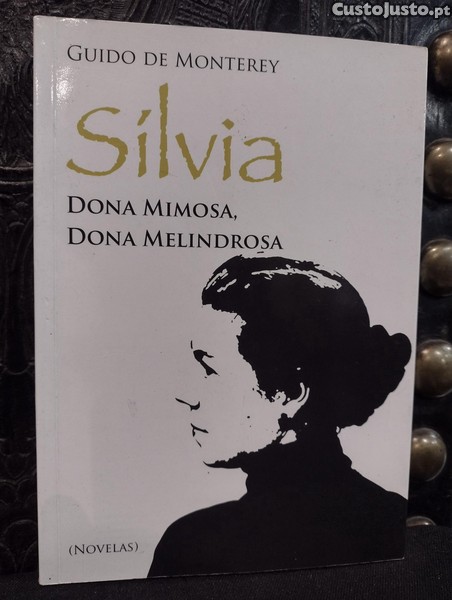 CustoJusto.pt
GUIDO DE MONTEREY
Sílvia
DONA MIMOSA,
DONA MELINDROSA
(NOVELAS)